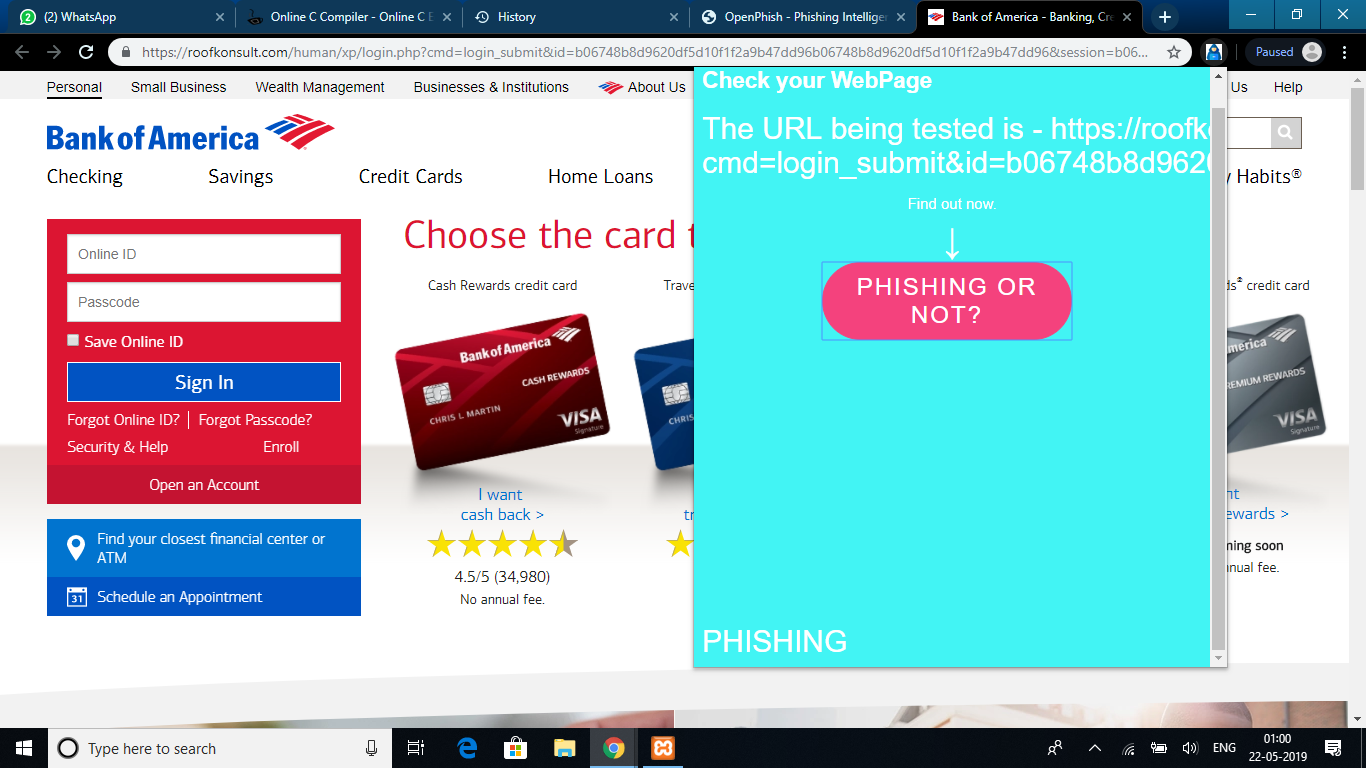 (2) WhatsApp
Online C Compiler - Online C E
History
OpenPhish - Phishing Intellige
Bank of America - Banking, Cre
https://roofkonsult.com/human/xp/login.php?cmd=login_submit&id=b06748b8d9620df5d10f1f2a9b47dd96b06748b8d9620df5d10f1f2a9b47dd96&session=b06...
Paused
Personal
Small Business
Wealth Management
Businesses & Institutions
About Us
Us
Help
Bank of America
Checking
Savings
Credit Cards
Home Loans
y Habits®
Online ID
Passcode
Save Online ID
Sign In
Forgot Online ID?
Forgot Passcode?
Security & Help
Enroll
Open an Account
Find your closest financial center or
ATM
31
Schedule an Appointment
Choose the card t
Cash Rewards credit card
Trave
ds® credit card
Bank of America
CASH REWARDS
CHRIS L MARTIN
VISA
Signature
merica
REMIUM REWARDS
VISA
Signature
I want
cash back >
tr
nt
ewards >
4.5/5 (34,980)
No annual fee.
ming soon
nnual fee.
Check your WebPage
The URL being tested is - https://roofk
cmd=login_submit&id=b06748b8d962
Find out now.
↓
PHISHING OR
NOT?
PHISHING
Type here to search
ENG
01:00
22-05-2019